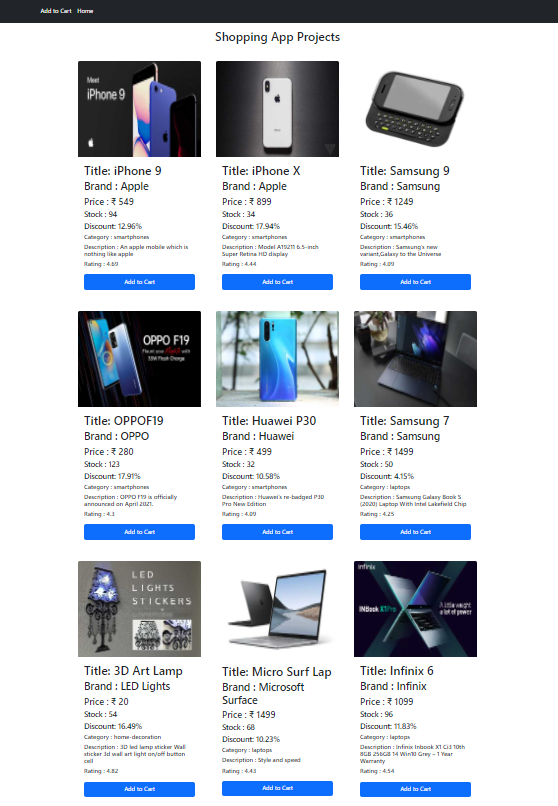 Add to Cart Home
Shopping App Projects
Meet
iPhone 9
Title: iPhone 9
Brand : Apple
Price : ₹ 549
Stock : 94
Discount: 12.96%
Category : smartphones
Description : An apple mobile which is
nothing like apple
Rating : 4.69
Add to Cart
Title: iPhone X
Brand : Apple
Price : ₹ 899
Stock : 34
Discount: 17.94%
Category : smartphones
Description : Model A19211 6.5-inch
Super Retina HD display
Rating : 4.44
Add to Cart
Title: Samsung 9
Brand : Samsung
Price : ₹ 1249
Stock : 36
Discount: 15.46%
Category : smartphones
Description : Samsung's new
variant,Galaxy to the Universe
Rating : 4.09
Add to Cart
OPPO F19
Flaunt your with
33W Flash Charge
Title: OPPOF19
Brand : OPPO
Price : ₹ 280
Stock : 123
Discount: 17.91%
Category : smartphones
Description : OPPO F19 is officially
announced on April 2021.
Rating : 4.3
Add to Cart
Title: Huawei P30
Brand : Huawei
Price : ₹ 499
Stock : 32
Discount: 10.58%
Category : smartphones
Description : Huawei's re-badged P30
Pro New Edition
Rating : 4.09
Add to Cart
Title: Samsung 7
Brand : Samsung
Price : ₹ 1499
Stock : 50
Discount: 4.15%
Category : laptops
Description : Samsung Galaxy Book S
(2020) Laptop With Intel Lakefield Chip
Rating : 4.25
Add to Cart
LED
LIGHTS
STICKERS
Title: 3D Art Lamp
Brand : LED Lights
Price : ₹ 20
Stock : 54
Discount: 16.49%
Category : home-decoration
Description : 3D led lamp sticker Wall
sticker 3d wall art light on/off button
cell
Rating : 4.82
Add to Cart
Title: Micro Surf Lap
Brand : Microsoft
Surface
Price : ₹ 1499
Stock : 68
Discount: 10.23%
Category : laptops
Description : Style and speed
Rating : 4.43
Add to Cart
Infinix
INBook X1 Pro
A little weight
a lot of power
Title: Infinix 6
Brand : Infinix
Price : ₹ 1099
Stock : 96
Discount: 11.83%
Category : laptops
Description : Infinix Inbook X1 Ci3 10th
8GB 256GB 14 Win10 Grey – 1 Year
Warranty
Rating : 4.54
Add to Cart